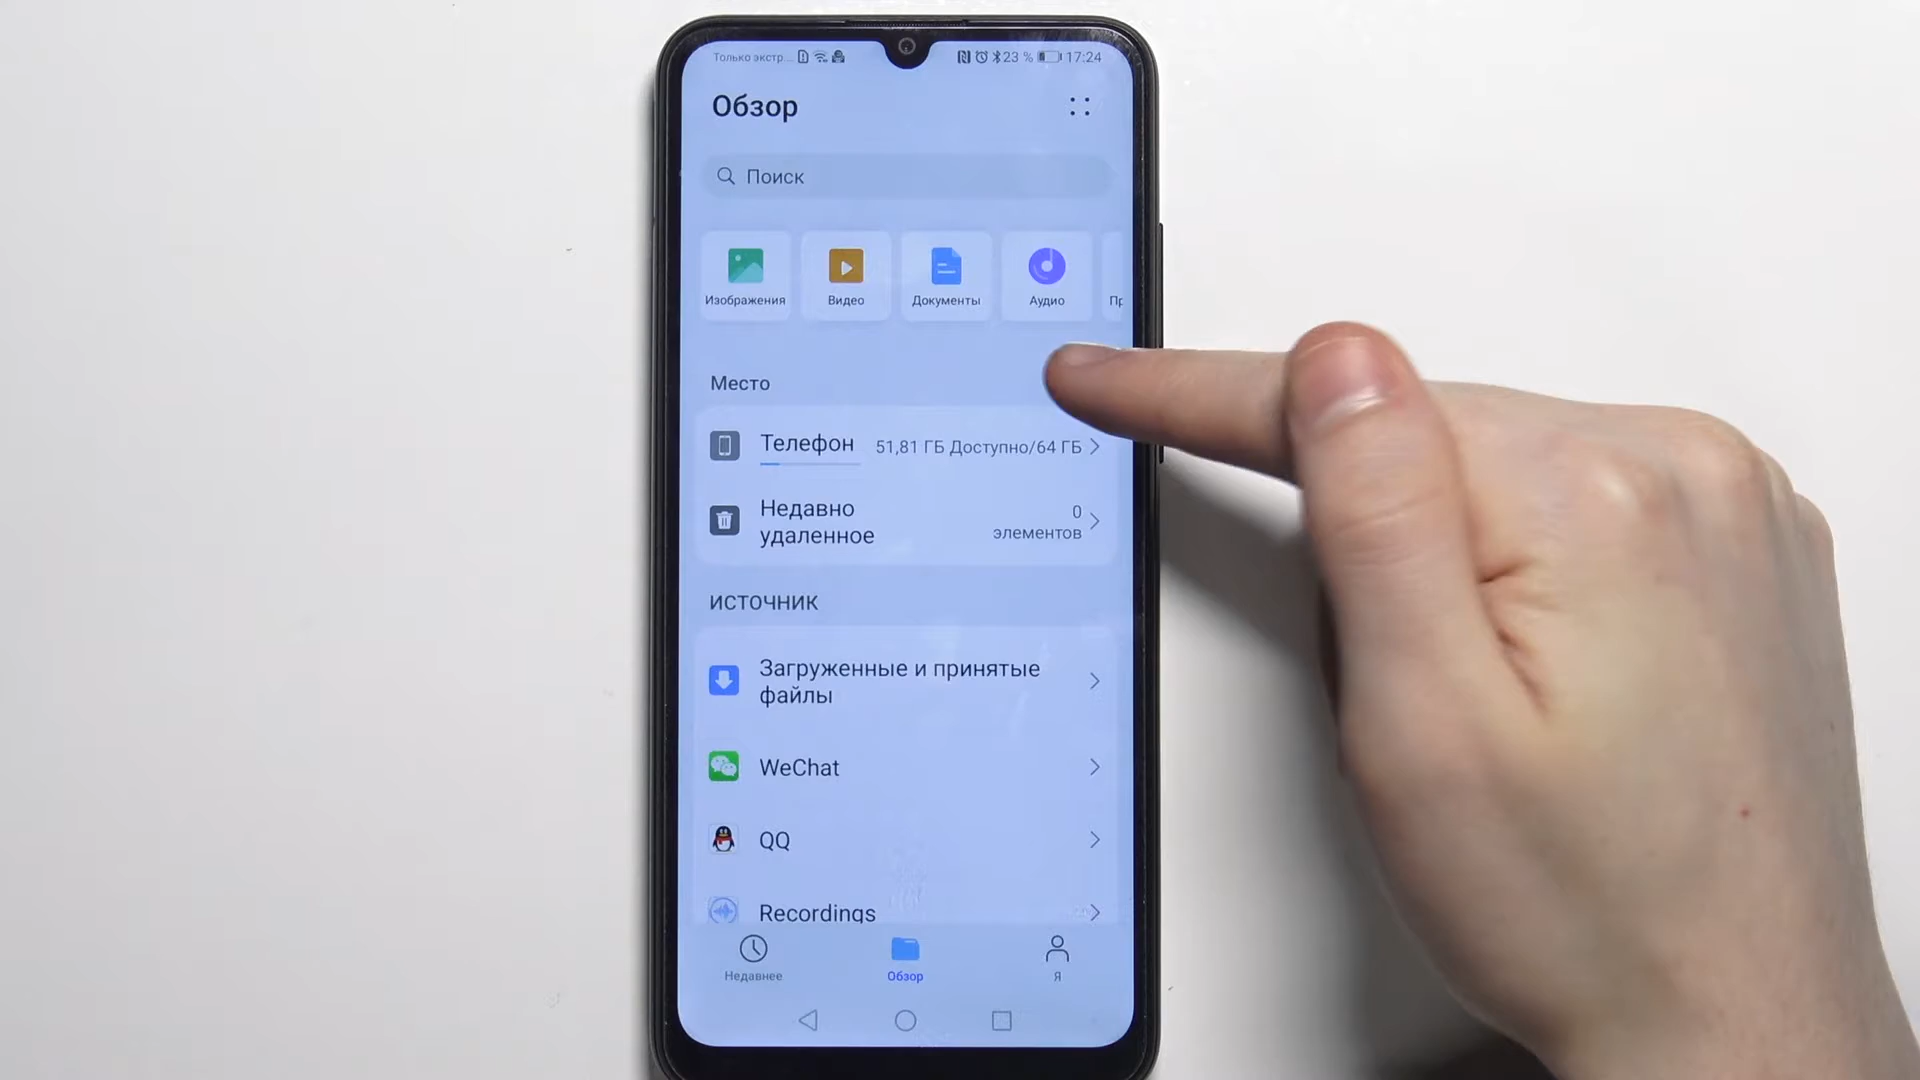 Только экстр... 23 % 17:24
Обзор
Поиск
Изображения Видео Документы Аудио Пр
Место
Телефон 51,81 ГБ Доступно/64 ГБ
Недавно
удаленное
0
элементов
ИСТОЧНИК
Загруженные и принятые
файлы
WeChat
QQ
Recordings
Недавнее Обзор Я